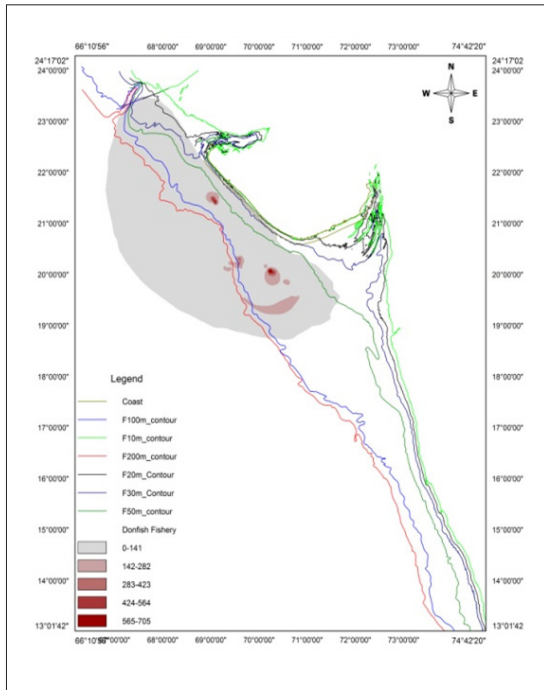 66°10'56" 68°00'00" 69°00'00" 70°00'00" 71°00'00" 72°00'00" 73°00'00" 74°42'20"
24°17'02" 24°17'02"
24°00'00" 24°00'00"
N
W E
S
23°00'00" 23°00'00"
22°00'00" 22°00'00"
21°00'00" 21°00'00"
20°00'00" 20°00'00"
19°00'00" 19°00'00"
18°00'00" 18°00'00"
Legend
Coast
F100m_contour
17°00'00" 17°00'00"
F10m_contour
F200m_contour
16°00'00" 16°00'00"
F20m_Contour
F30m_Contour
F50m_contour
15°00'00" 15°00'00"
Donfish Fishery
0-141
142-282
14°00'00" 14°00'00"
283-423
424-564
565-705
13°01'42" 13°01'42"
68°00'00" 69°00'00" 70°00'00" 71°00'00" 72°00'00" 73°00'00" 74°42'20"